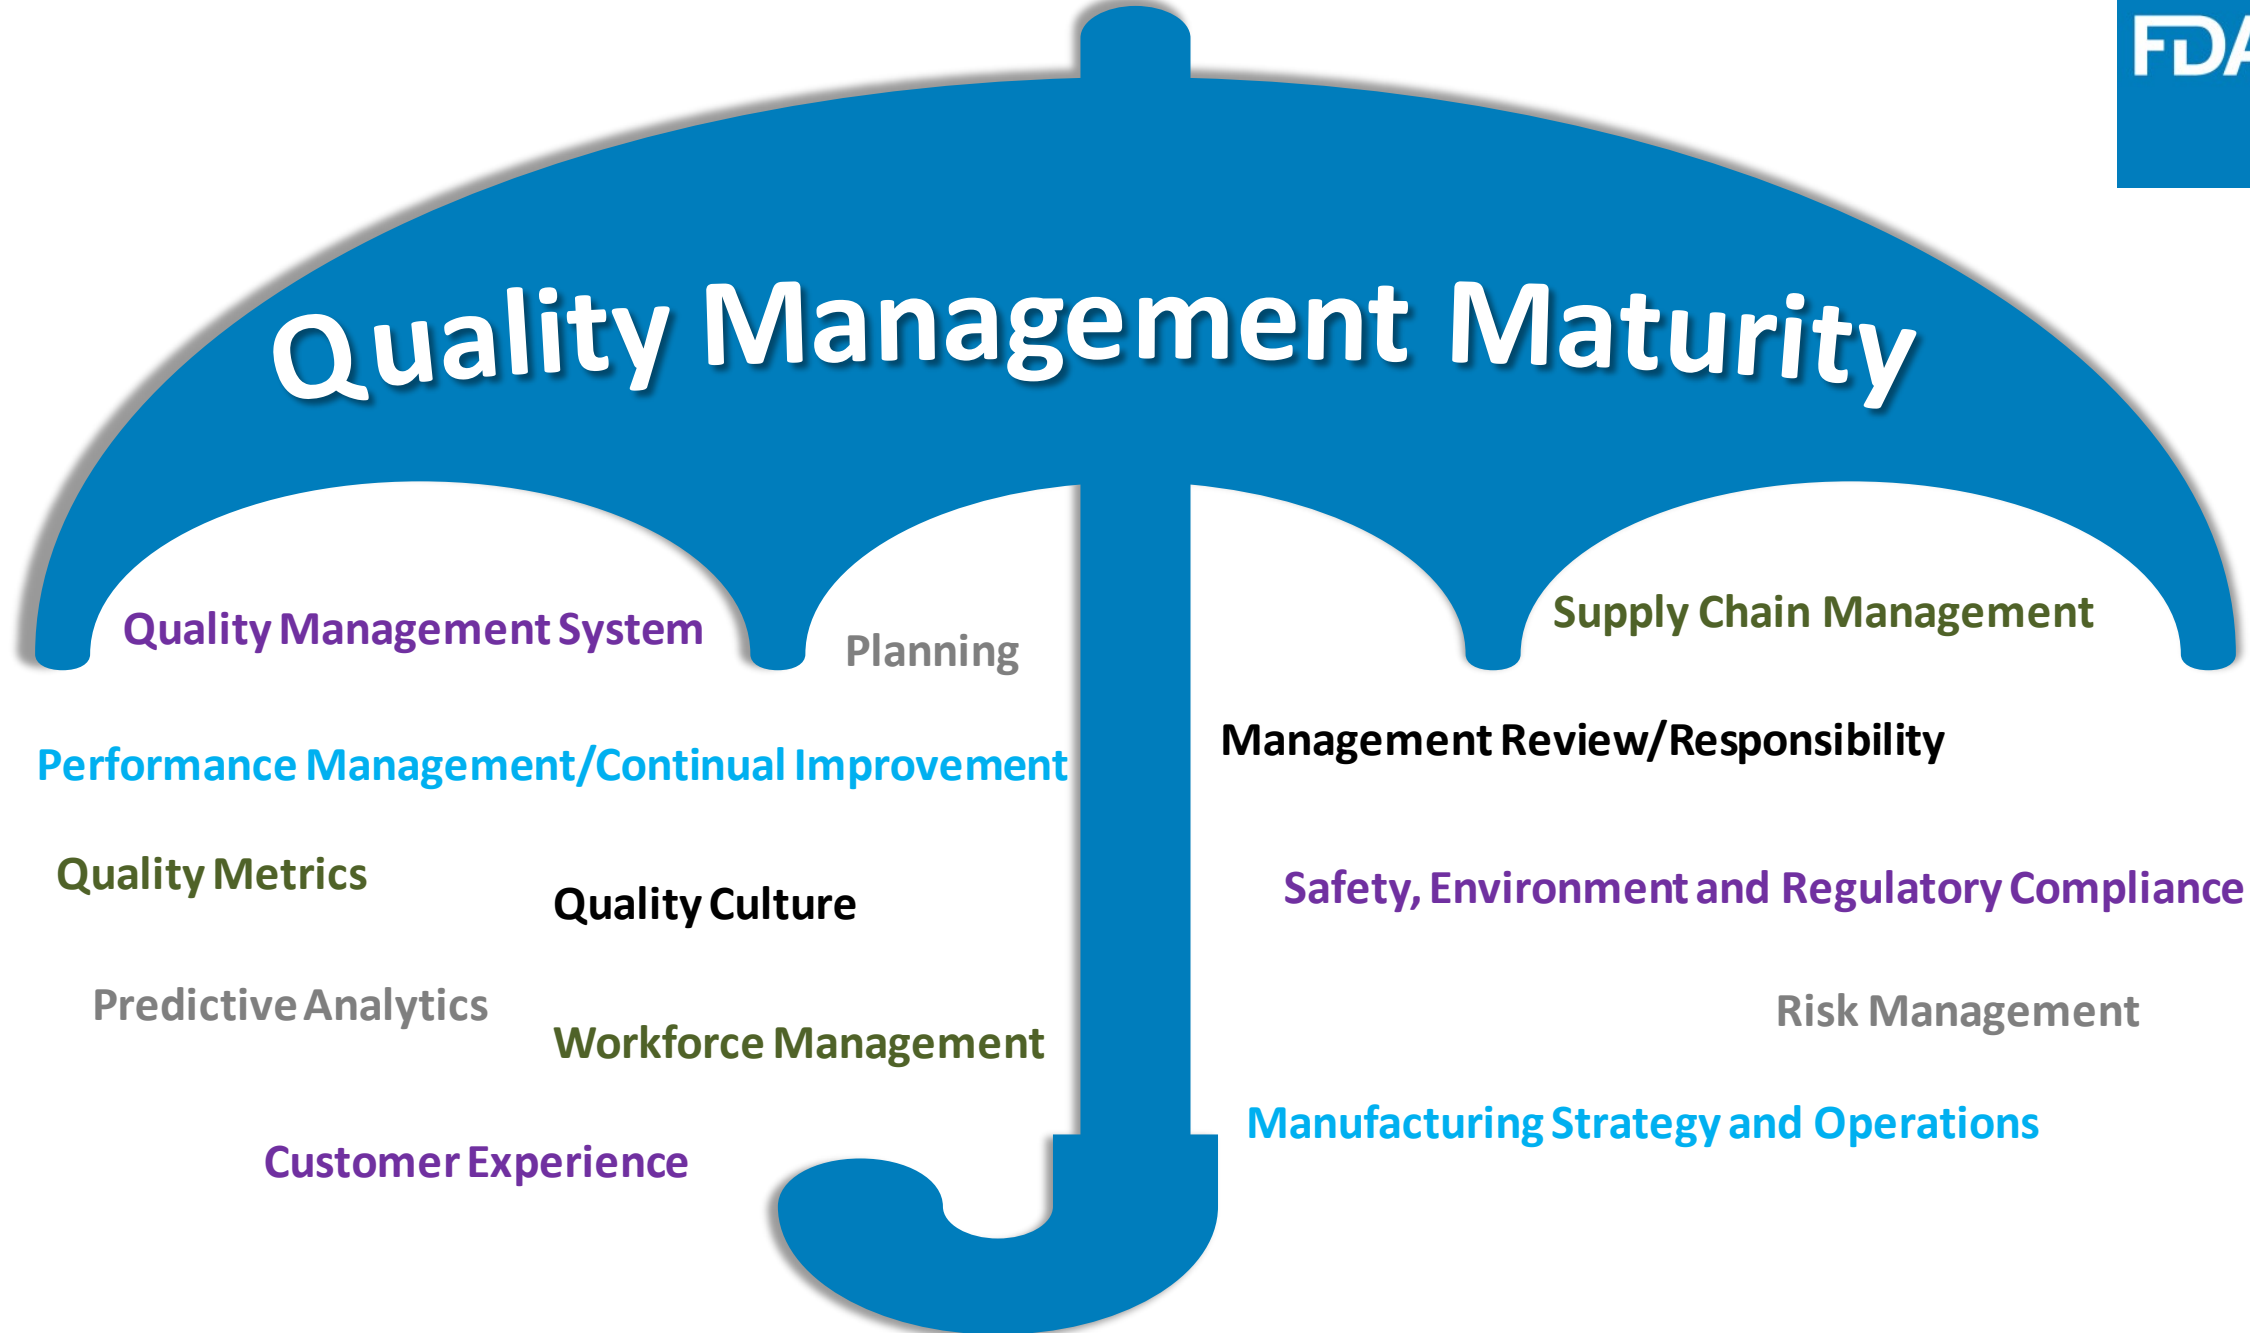 FDA
Quality Management Maturity
Quality Management System
Planning
Performance Management/Continual Improvement
Quality Metrics
Quality Culture
Predictive Analytics
Workforce Management
Customer Experience
Supply Chain Management
Management Review/Responsibility
Safety, Environment and Regulatory Compliance
Risk Management
Manufacturing Strategy and Operations